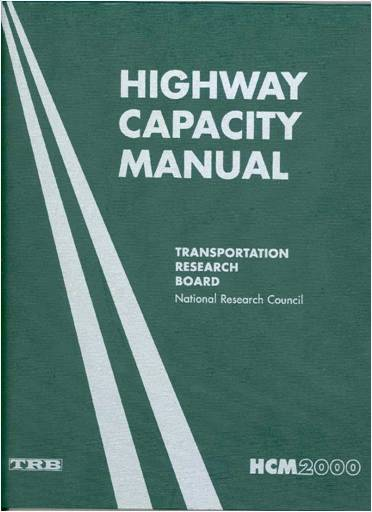 HIGHWAY
CAPACITY
MANUAL
TRANSPORTATION
RESEARCH
BOARD
National Research Council
TRB
HCM2000